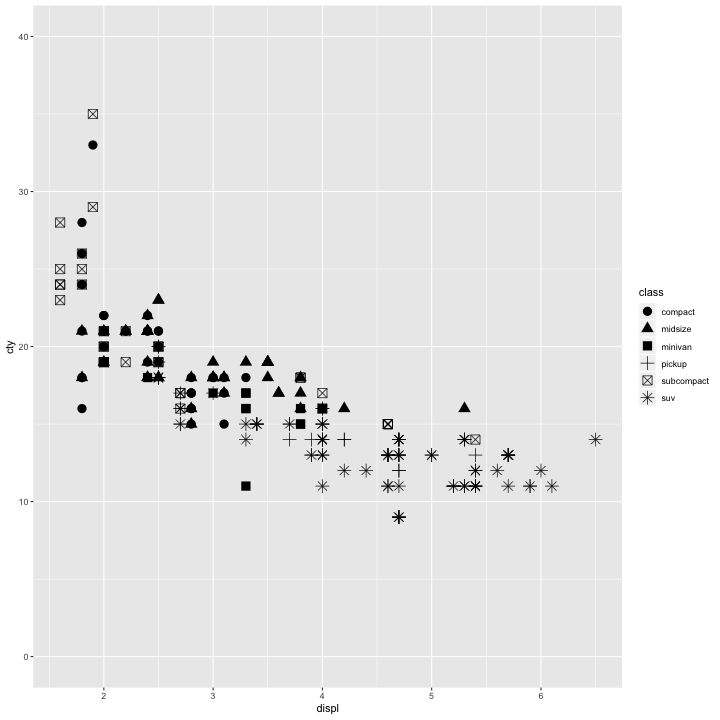 40
30
20
10
0
cty
2 3 4 5 6
displ
class
compact
midsize
minivan
pickup
subcompact
suv